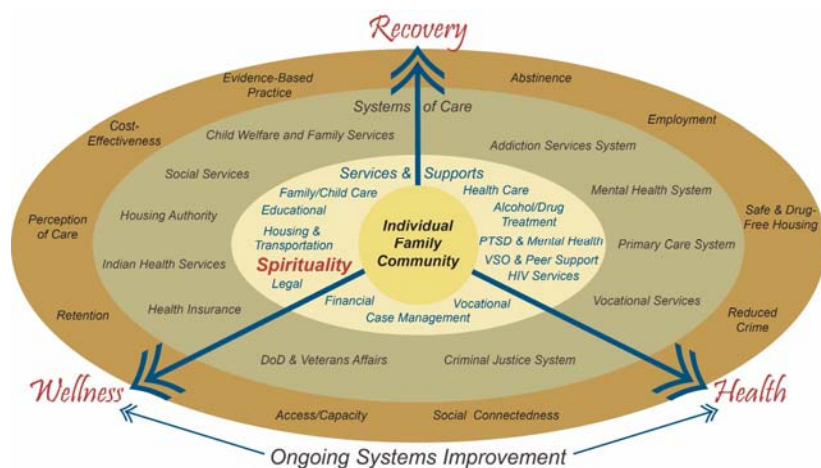 Recovery
Evidence-Based
Practice
Abstinence
Cost-
Effectiveness
Employment
Systems of Care
Child Welfare and Family Services
Addiction Services System
Social Services
Services & Supports
Mental Health System
Family/Child Care
Health Care
Educational
Alcohol/Drug
Treatment
Perception
of Care
Housing Authority
Individual
Family
Community
Safe & Drug-
Free Housing
Housing &
Transportation
PTSD & Mental Health
Primary Care System
Indian Health Services
Spirituality
VSO & Peer Support
HIV Services
Legal
Financial
Vocational
Case Management
Health Insurance
Vocational Services
Retention
Reduced
Crime
DoD & Veterans Affairs
Criminal Justice System
Wellness
Health
Access/Capacity
Social Connectedness
Ongoing Systems Improvement